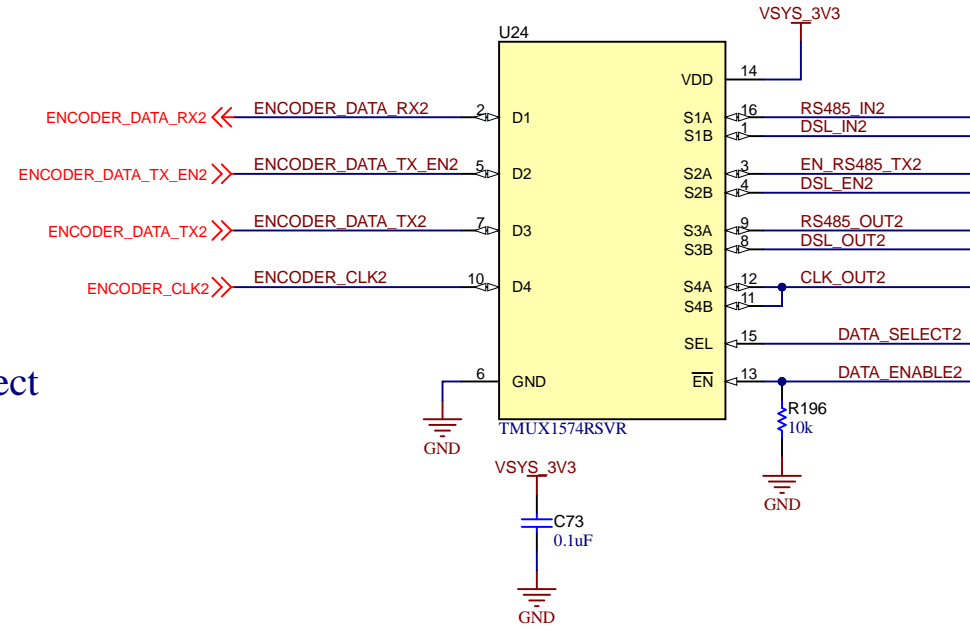 VSYS_3V3
U24
VDD 14
ENCODER_DATA_RX2 ENCODER_DATA_RX2 2 D1 S1A 16 RS485_IN2
S1B 1 DSL_IN2
ENCODER_DATA_TX_EN2 ENCODER_DATA_TX_EN2 5 D2 S2A 3 EN_RS485_TX2
S2B 4 DSL_EN2
ENCODER_DATA_TX2 ENCODER_DATA_TX2 7 D3 S3A 9 RS485_OUT2
S3B 8 DSL_OUT2
ENCODER_CLK2 ENCODER_CLK2 10 D4 S4A 12 CLK_OUT2
S4B 11
SEL 15 DATA_SELECT2
ect
6 GND EN 13 DATA_ENABLE2
R196
10k
TMUX1574RSVR
GND
VSYS_3V3
GND
C73
0.1uF
GND